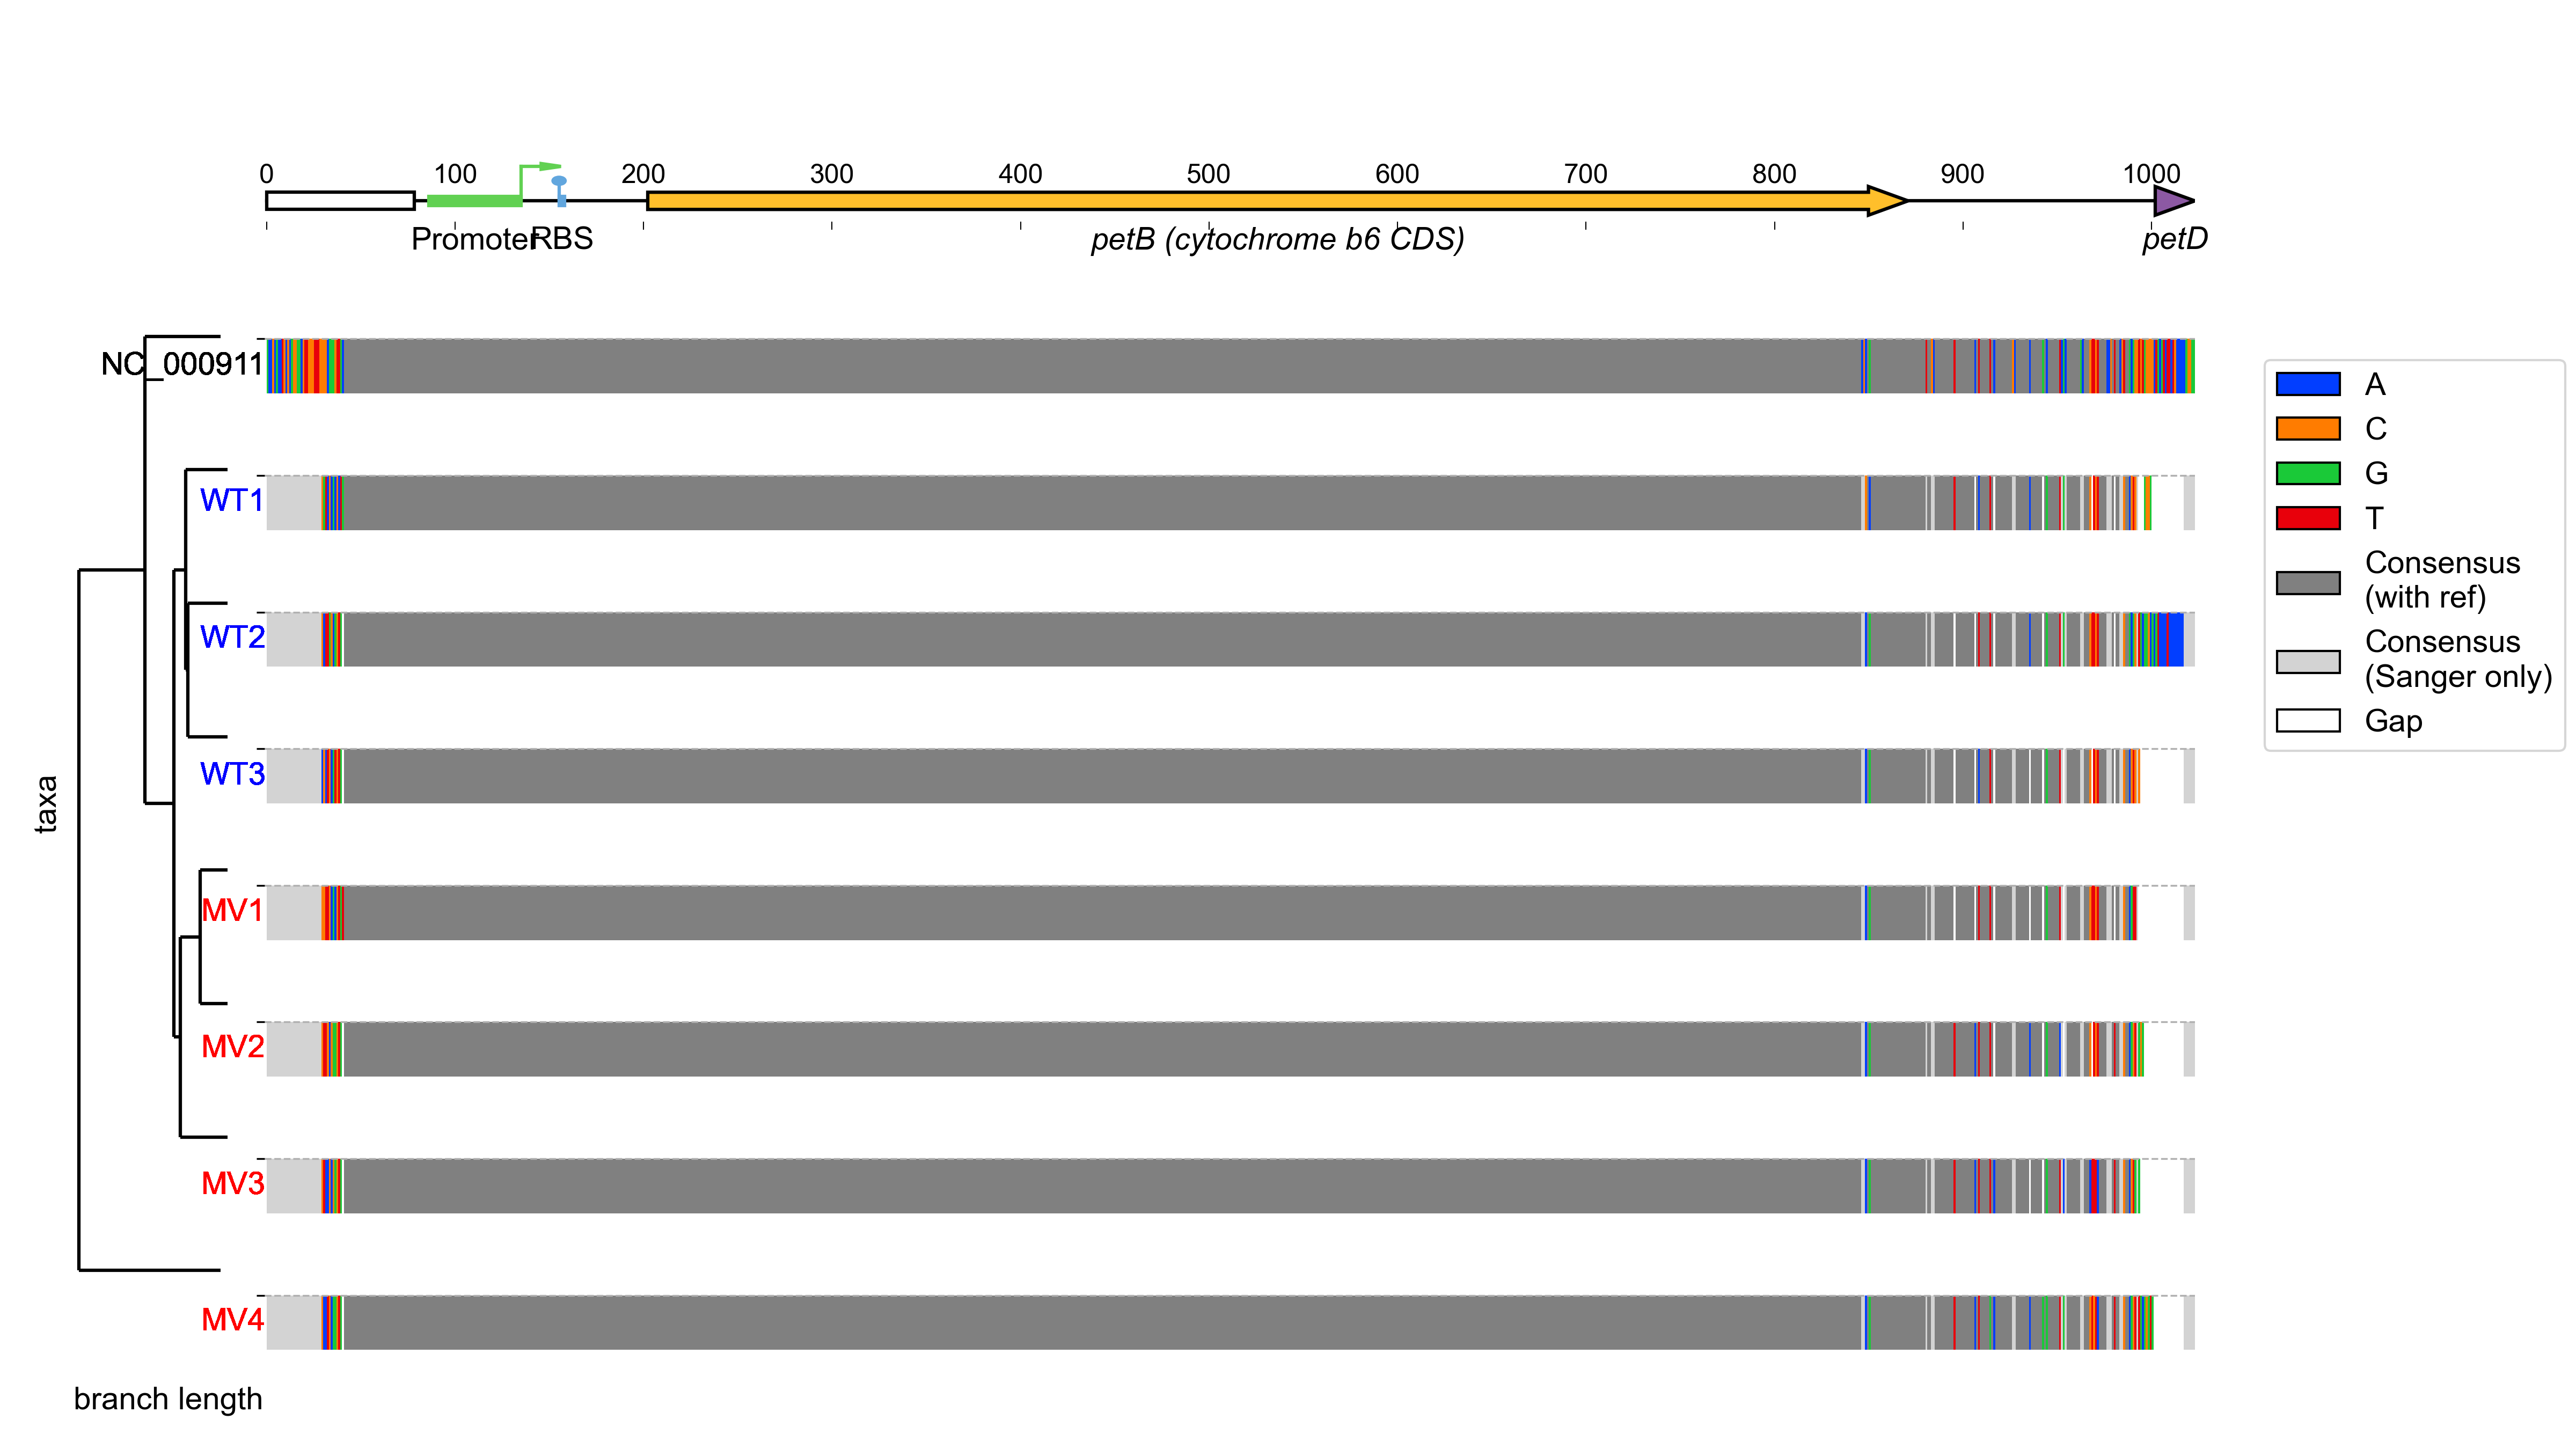 0 100 200 300 400 500 600 700 800 900 1000
Promoter RBS petB (cytochrome b6 CDS) petD
NC_000911
WT1
WT2
WT3
MV1
MV2
MV3
MV4
taxa
branch length
A
C
G
T
Consensus
(with ref)
Consensus
(Sanger only)
Gap